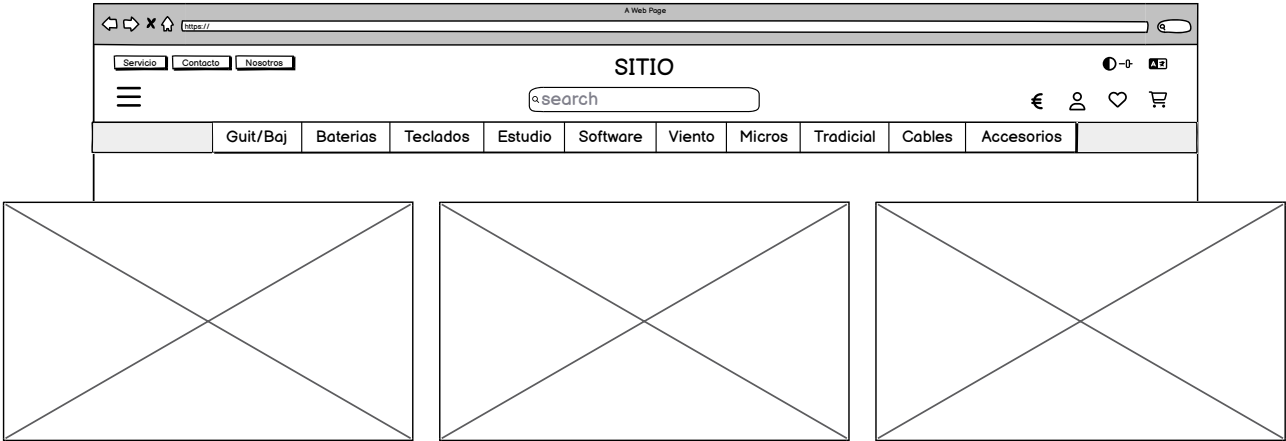 A Web Page
https://
Servicio Contacto Nosotros
SITIO
search
€
Guit/Baj Baterias Teclados Estudio Software Viento Micros Tradicial Cables Accesorios